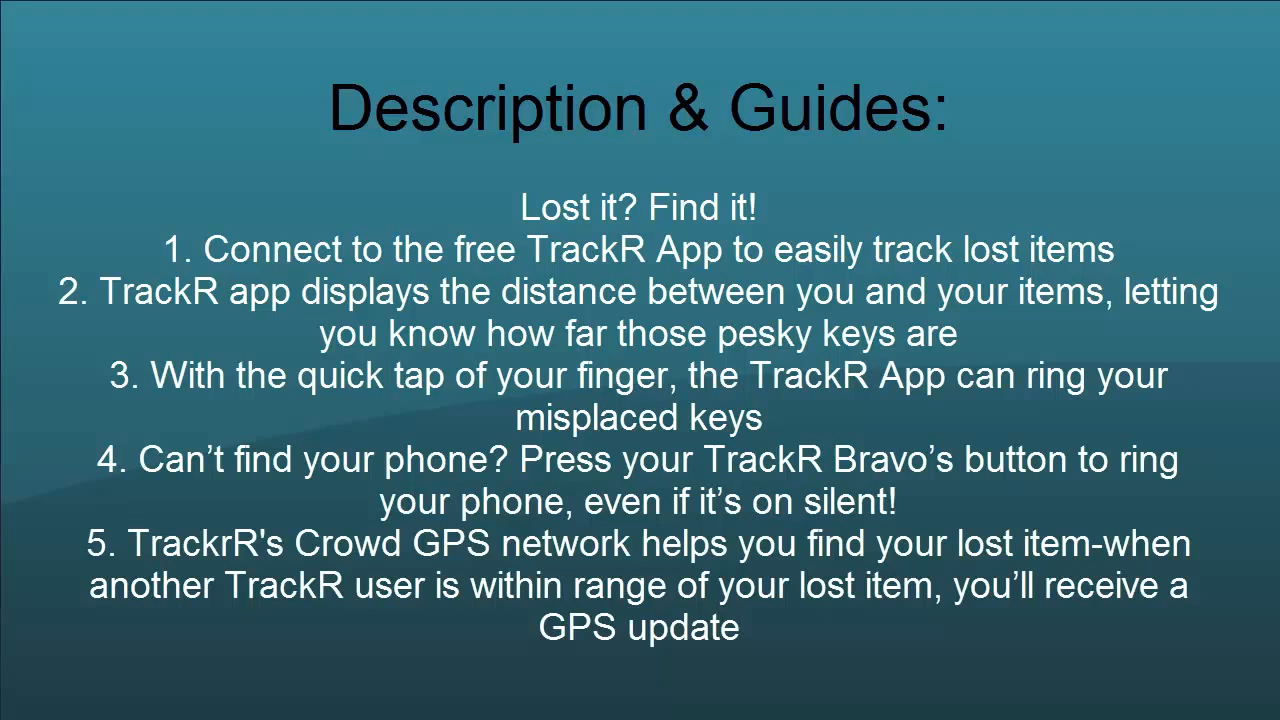 Description & Guides:
Lost it? Find it!
1. Connect to the free TrackR App to easily track lost items
2. TrackR app displays the distance between you and your items, letting
you know how far those pesky keys are
3. With the quick tap of your finger, the TrackR App can ring your
misplaced keys
4. Can’t find your phone? Press your TrackR Bravo’s button to ring
your phone, even if it’s on silent!
5. TrackrR's Crowd GPS network helps you find your lost item-when
another TrackR user is within range of your lost item, you’ll receive a
GPS update